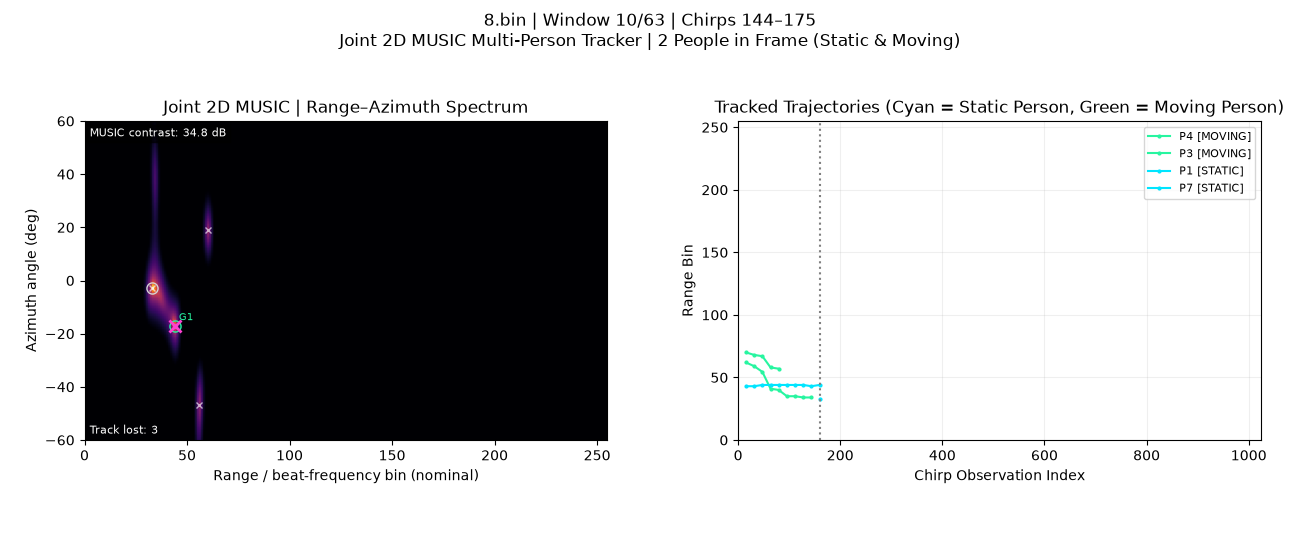 8.bin | Window 10/63 | Chirps 144–175
Joint 2D MUSIC Multi-Person Tracker | 2 People in Frame (Static & Moving)
Joint 2D MUSIC | Range–Azimuth Spectrum
MUSIC contrast: 34.8 dB
G1
Track lost: 3
60
40
20
0
−20
−40
−60
Azimuth angle (deg)
0
50
100
150
200
250
Range / beat-frequency bin (nominal)
Tracked Trajectories (Cyan = Static Person, Green = Moving Person)
P4 [MOVING]
P3 [MOVING]
P1 [STATIC]
P7 [STATIC]
250
200
150
100
50
0
Range Bin
0
200
400
600
800
1000
Chirp Observation Index